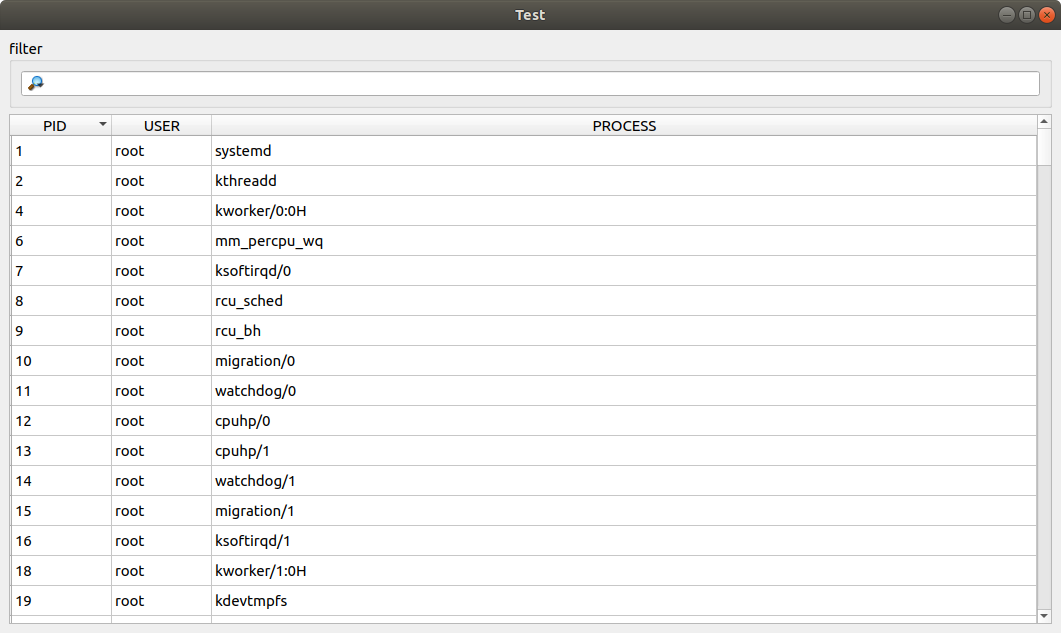 Test
filter
PID USER PROCESS
1 root systemd
2 root kthreadd
4 root kworker/0:0H
6 root mm_percpu_wq
7 root ksoftirqd/0
8 root rcu_sched
9 root rcu_bh
10 root migration/0
11 root watchdog/0
12 root cpuhp/0
13 root cpuhp/1
14 root watchdog/1
15 root migration/1
16 root ksoftirqd/1
18 root kworker/1:0H
19 root kdevtmpfs